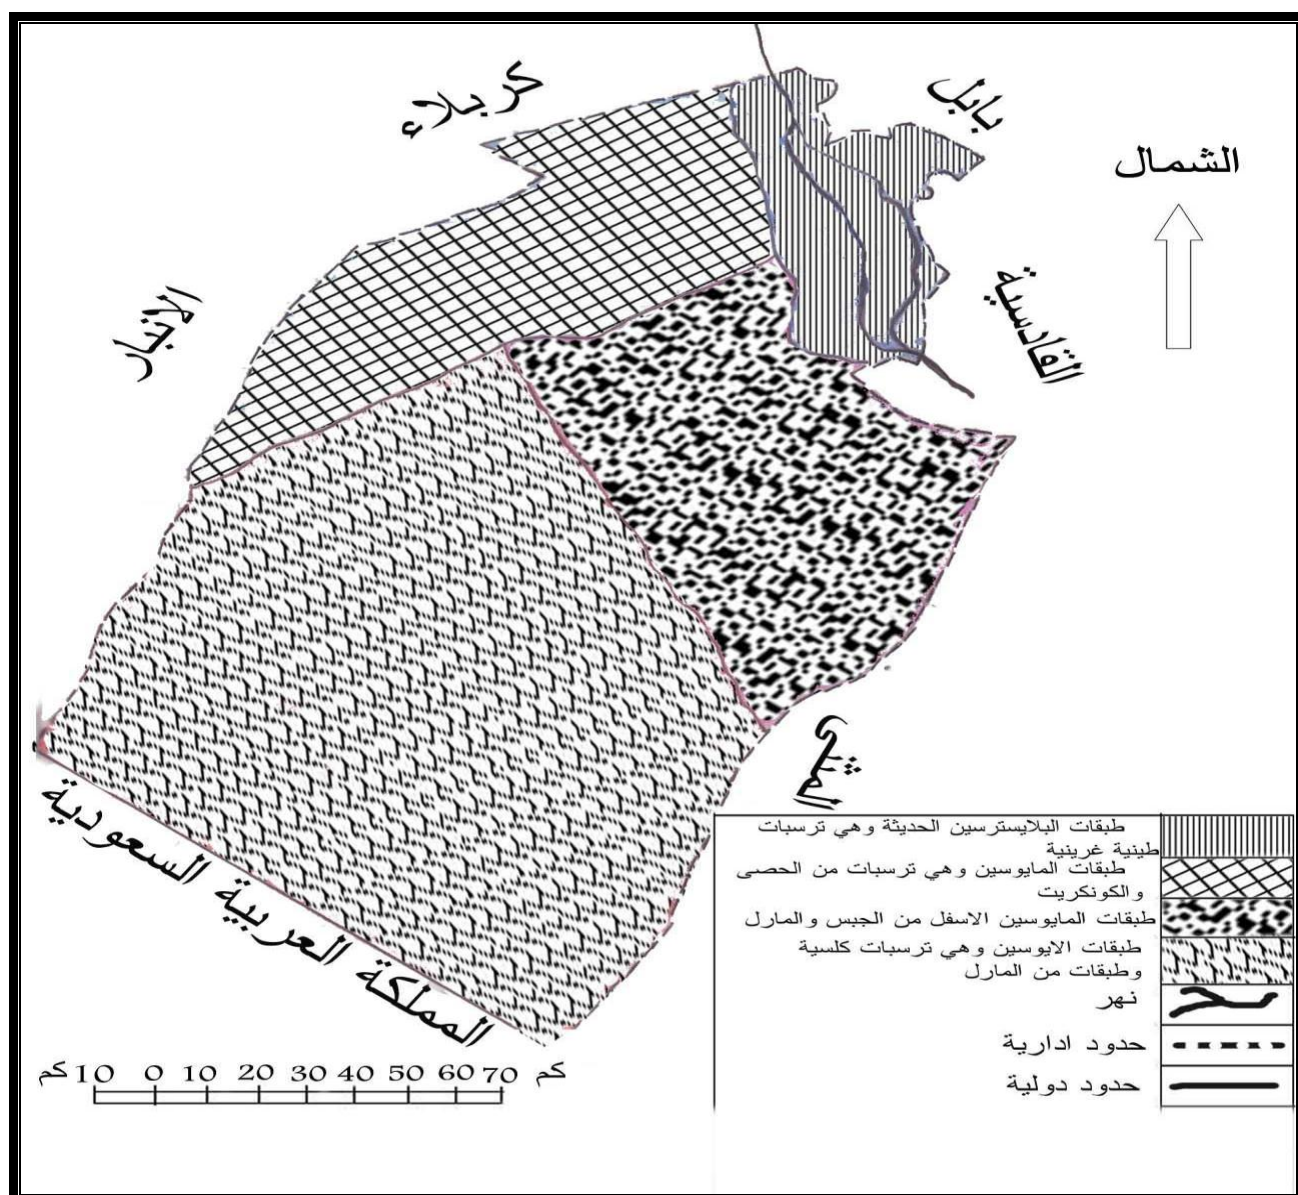 كربلاء
بابل
الشمال
الانبار
القادسية
المثنى
المملكة العربية السعودية
طبقات البلايسترسين الحديثة وهي ترسبات
طينية غرينية
طبقات المايوسين وهي ترسبات من الحصى
والكونكريت
طبقات المايوسين الاسفل من الجبس والمارل
طبقات الايوسين وهي ترسبات كلسية
وطبقات من المارل
نهر
حدود ادارية
حدود دولية
كم 10 0 10 20 30 40 50 60 70 كم